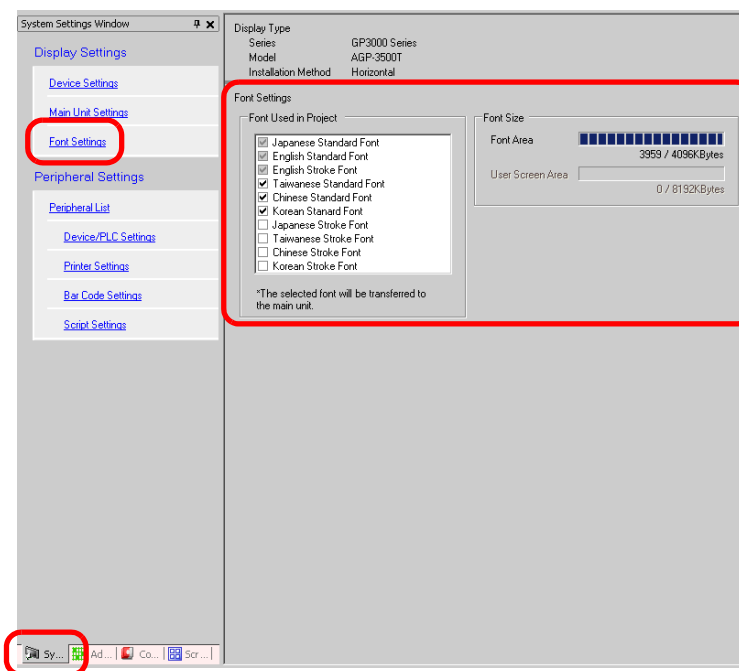 System Settings Window
Display Settings
Device Settings
Main Unit Settings
Font Settings
Peripheral Settings
Peripheral List
Device/PLC Settings
Printer Settings
Bar Code Settings
Script Settings
Sy... Ad... Co... Scr...
Display Type
Series GP3000 Series
Model AGP-3500T
Installation Method Horizontal
Font Settings
Font Used in Project
Japanese Standard Font
English Standard Font
English Stroke Font
Taiwanese Standard Font
Chinese Standard Font
Korean Stanard Font
Japanese Stroke Font
Taiwanese Stroke Font
Chinese Stroke Font
Korean Stroke Font
*The selected font will be transferred to
the main unit.
Font Size
Font Area
3959 / 4096KBytes
User Screen Area
0 / 8192KBytes